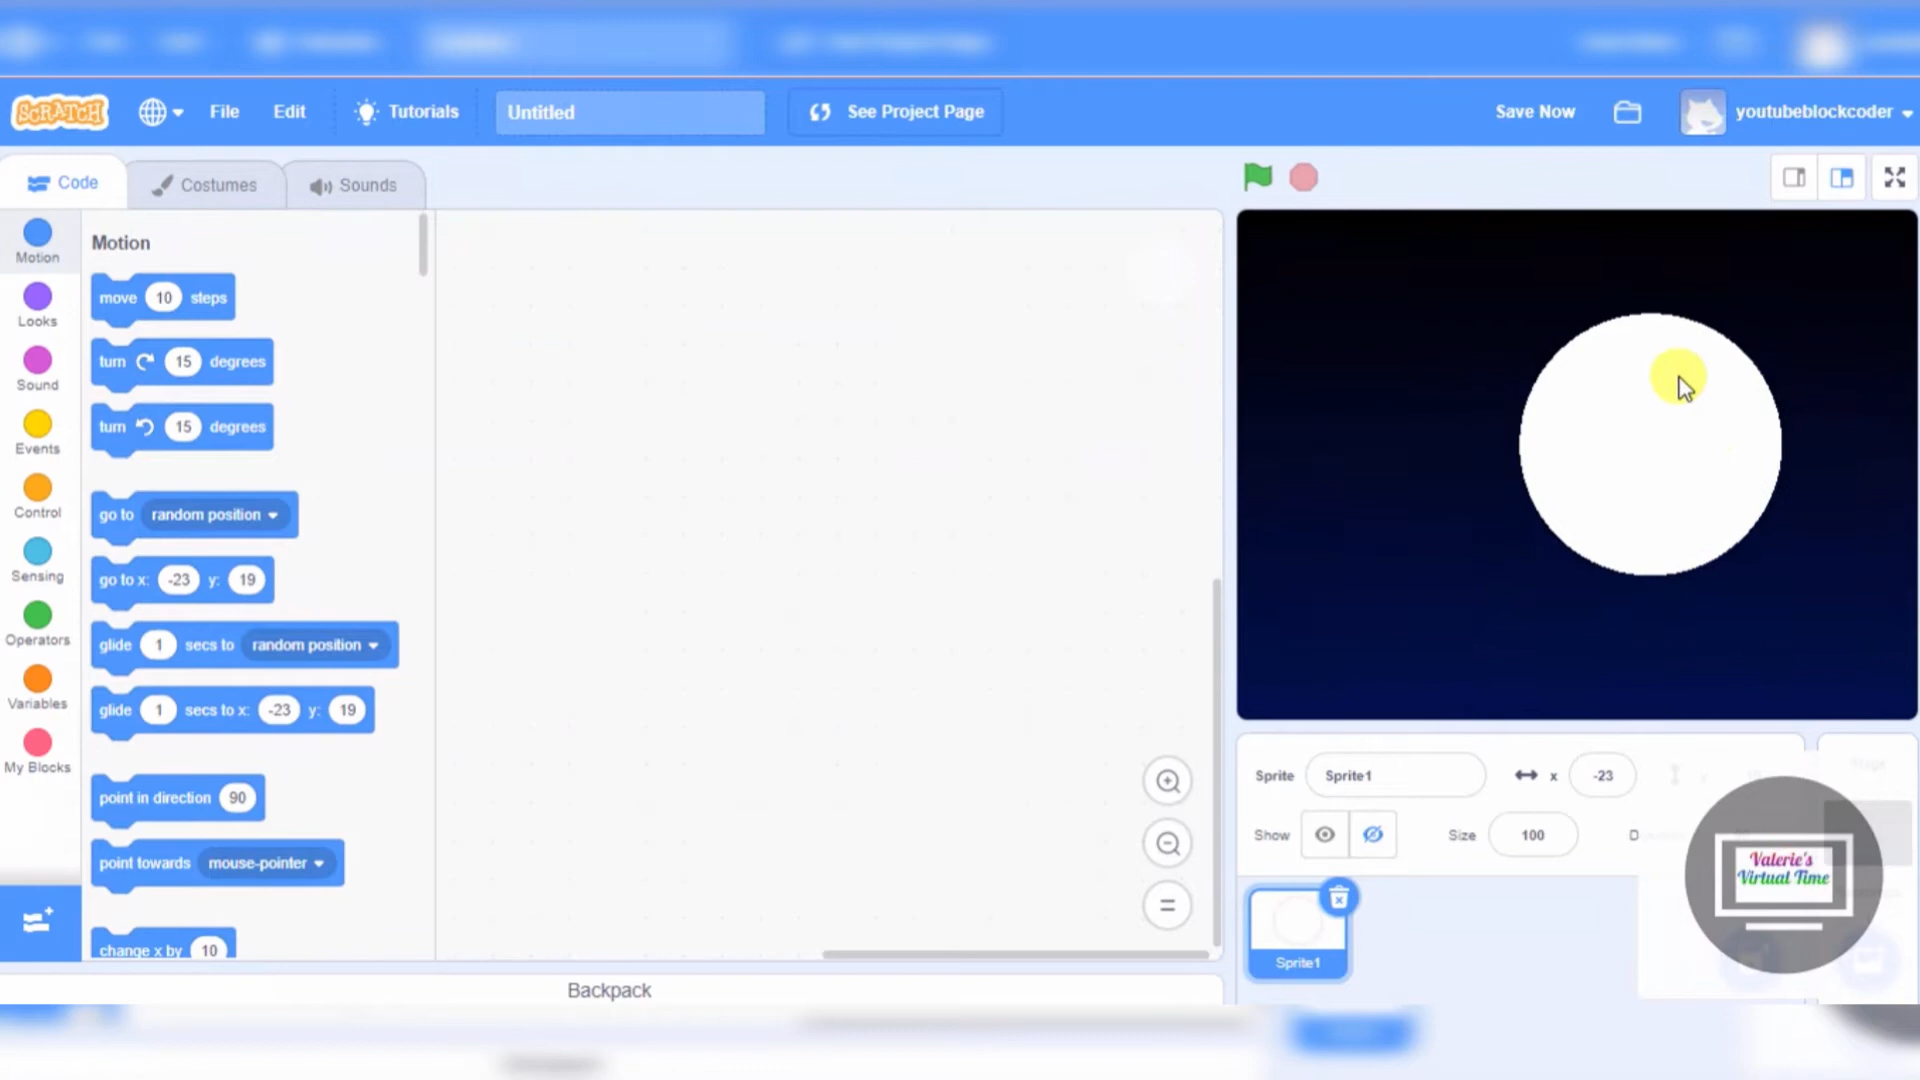 SCRATCH File Edit Tutorials Untitled See Project Page Save Now youtubeblockcoder
Code Costumes Sounds
Motion
Looks
Sound
Events
Control
Sensing
Operators
Variables
My Blocks
Motion
move 10 steps
turn 15 degrees
turn 15 degrees
go to random position
go to x: -23 y: 19
glide 1 secs to random position
glide 1 secs to x: -23 y: 19
point in direction 90
point towards mouse-pointer
change x by 10
Backpack
Sprite Sprite1 x -23
Show Size 100
Sprite1
Valerie's
Virtual Time